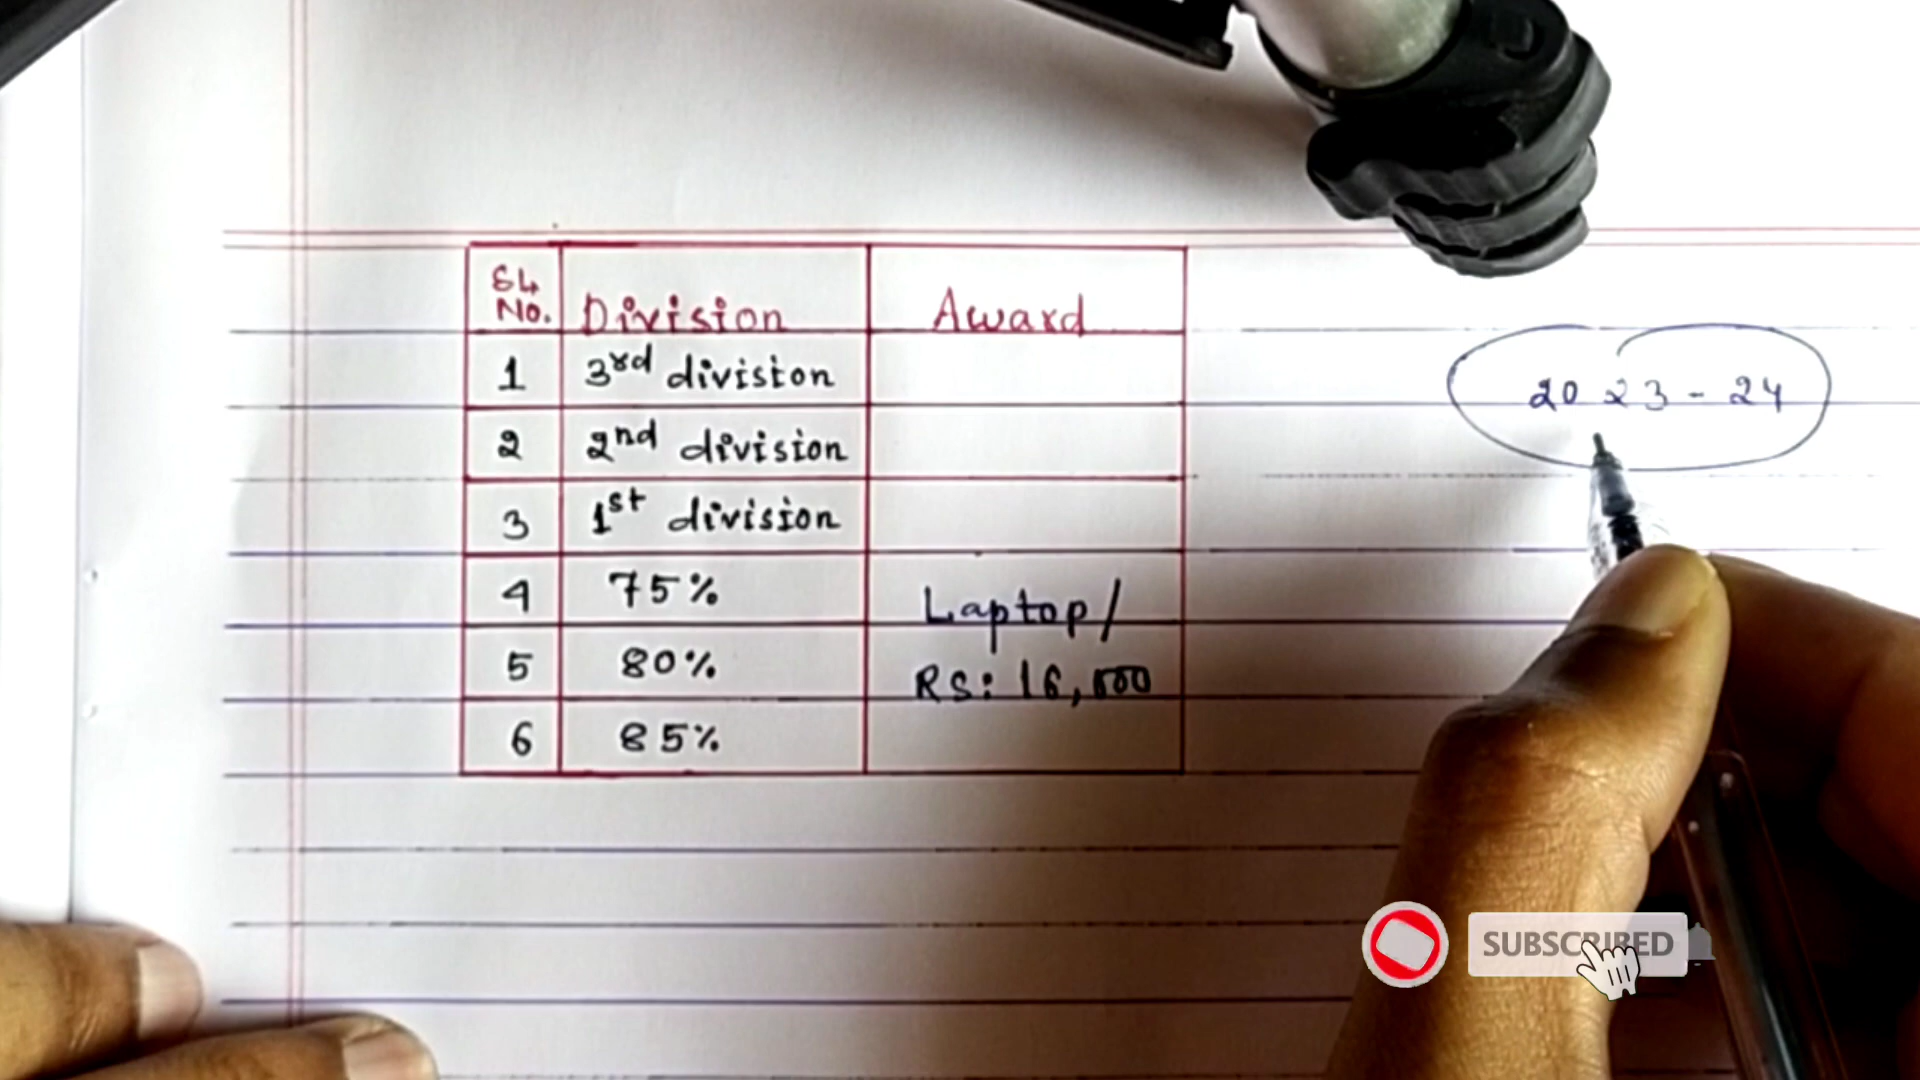 SL No. Division Award
1 3rd division
2 2nd division
3 1st division
4 75%
5 80%
6 85%
Laptop/
RS: 16,500
2023-24
SUBSCRIBED